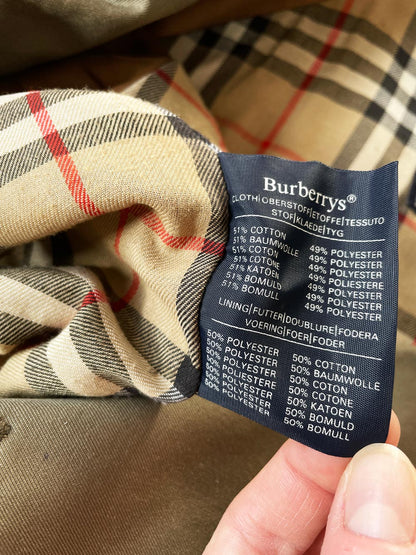 Burberrys®
CLOTH|OBERSTOFF|ETOFFE|TESSUTO
STOF|KLAEDE|TYG
51% COTTON 49% POLYESTER
51% BAUMWOLLE 49% POLYESTER
51% COTON 49% POLYESTER
51% COTONE 49% POLIESTERE
51% KATOEN 49% POLYESTER
51% BOMULD 49% POLYESTER
51% BOMULL 49% POLYESTER
LINING|FUTTER|DOUBLURE|FODERA
VOERING|FOER|FODER
50% POLYESTER 50% COTTON
50% POLYESTER 50% BAUMWOLLE
50% POLYESTER 50% COTON
50% POLIESTERE 50% COTONE
50% POLYESTER 50% KATOEN
50% POLYESTER 50% BOMULD
50% POLYESTER 50% BOMULL